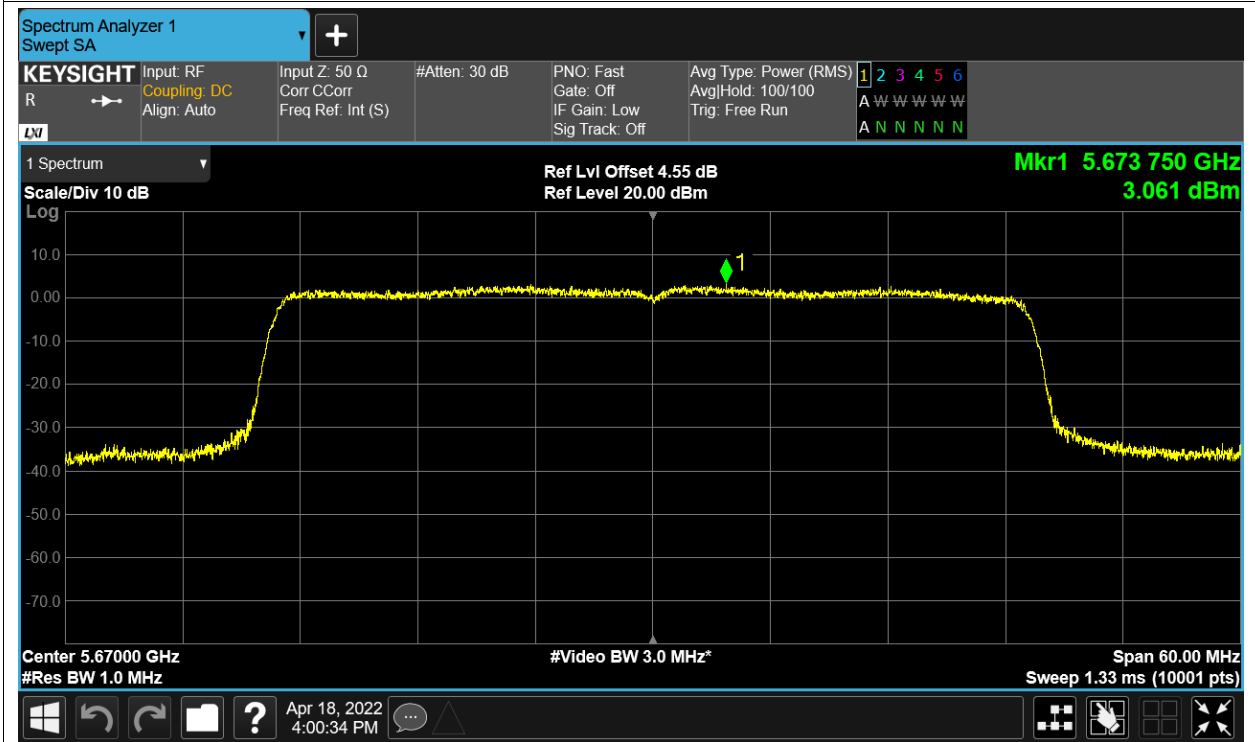 Spectrum Analyzer 1
Swept SA
+
KEYSIGHT
R
LXI
Input: RF
Coupling: DC
Align: Auto
Input Z: 50 Ω
Corr CCorr
Freq Ref: Int (S)
#Atten: 30 dB
PNO: Fast
Gate: Off
IF Gain: Low
Sig Track: Off
Avg Type: Power (RMS)
Avg|Hold: 100/100
Trig: Free Run
1 2 3 4 5 6
A W W W W W
A N N N N N
1 Spectrum
Scale/Div 10 dB
Log
Ref Lvl Offset 4.55 dB
Ref Level 20.00 dBm
Mkr1 5.673 750 GHz
3.061 dBm
1
10.0
0.00
-10.0
-20.0
-30.0
-40.0
-50.0
-60.0
-70.0
Center 5.67000 GHz
#Res BW 1.0 MHz
#Video BW 3.0 MHz*
Span 60.00 MHz
Sweep 1.33 ms (10001 pts)
?
Apr 18, 2022
4:00:34 PM